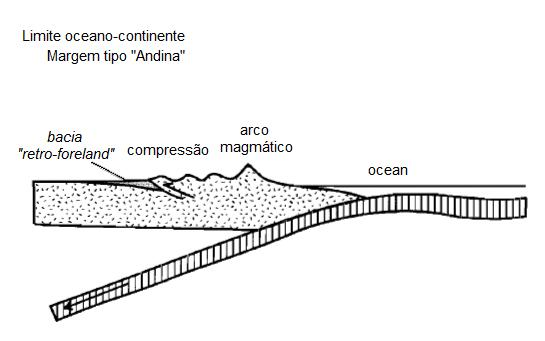 Limite oceano-continente
Margem tipo "Andina"
bacia
"retro-foreland"
compressão
arco
magmático
ocean